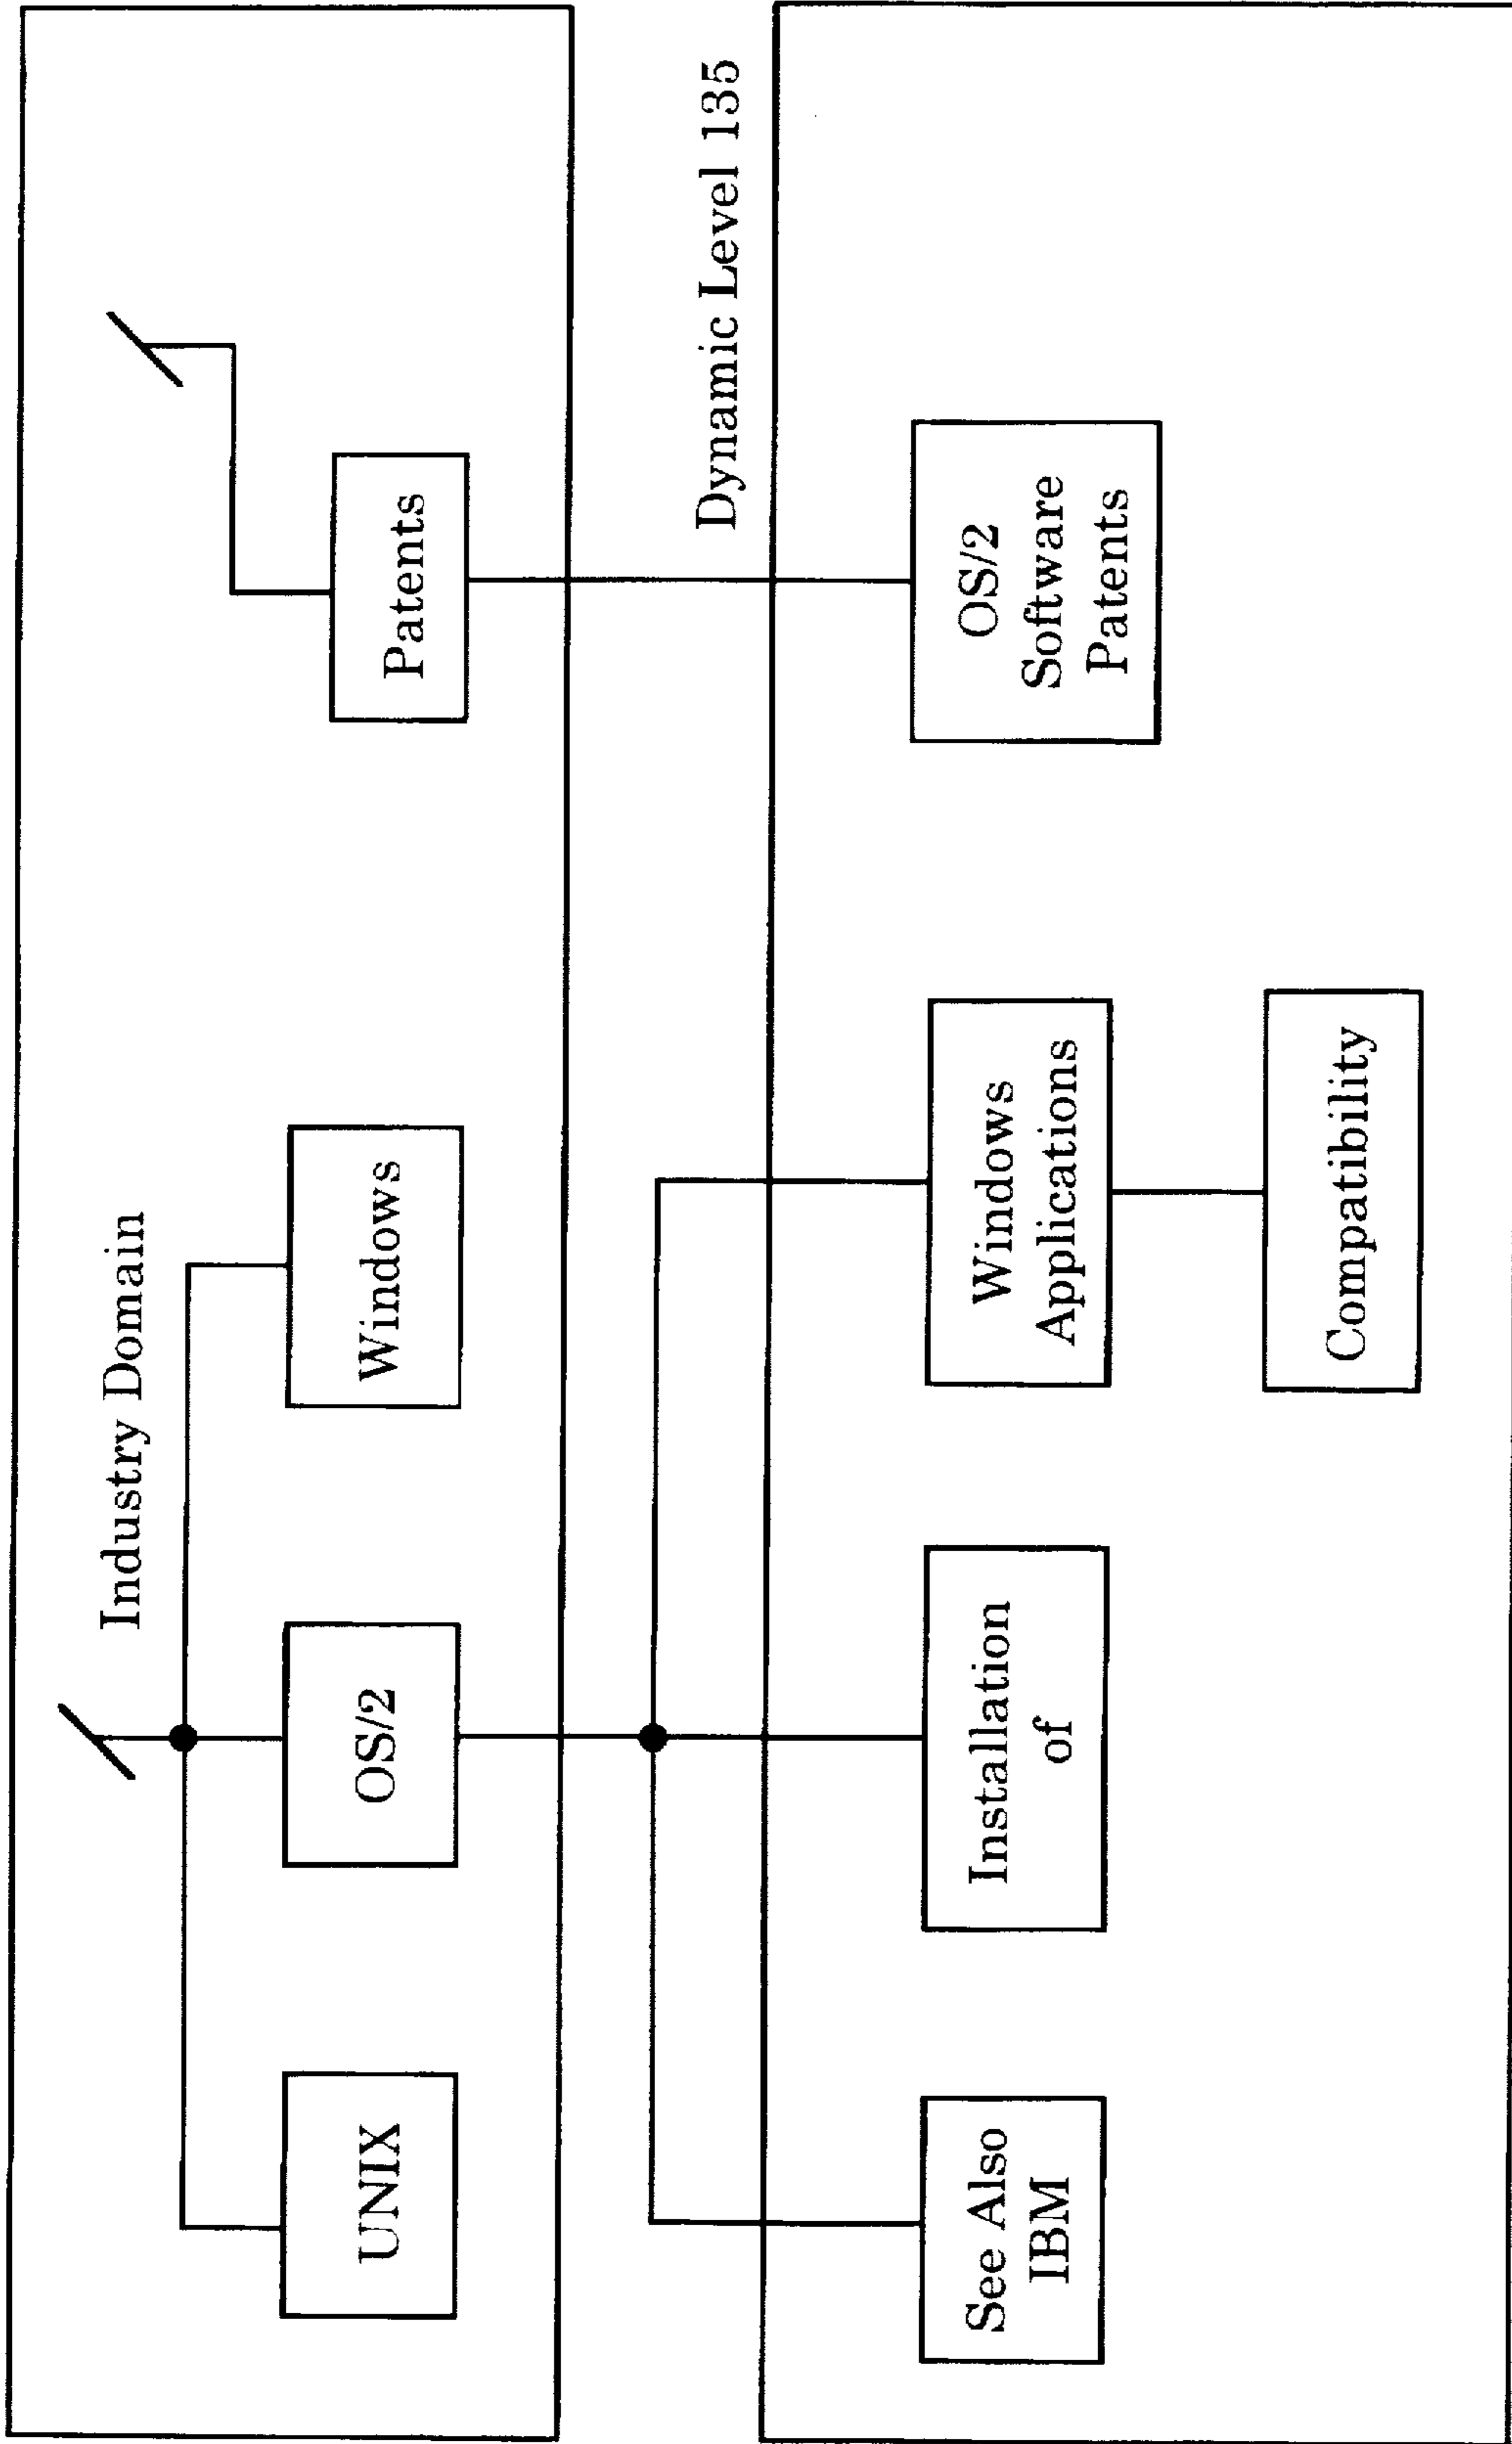 Industry Domain
UNIX
OS/2
Windows
Patents
Dynamic Level 135
See Also
IBM
Installation
of
Windows
Applications
OS/2
Software
Patents
Compatibility